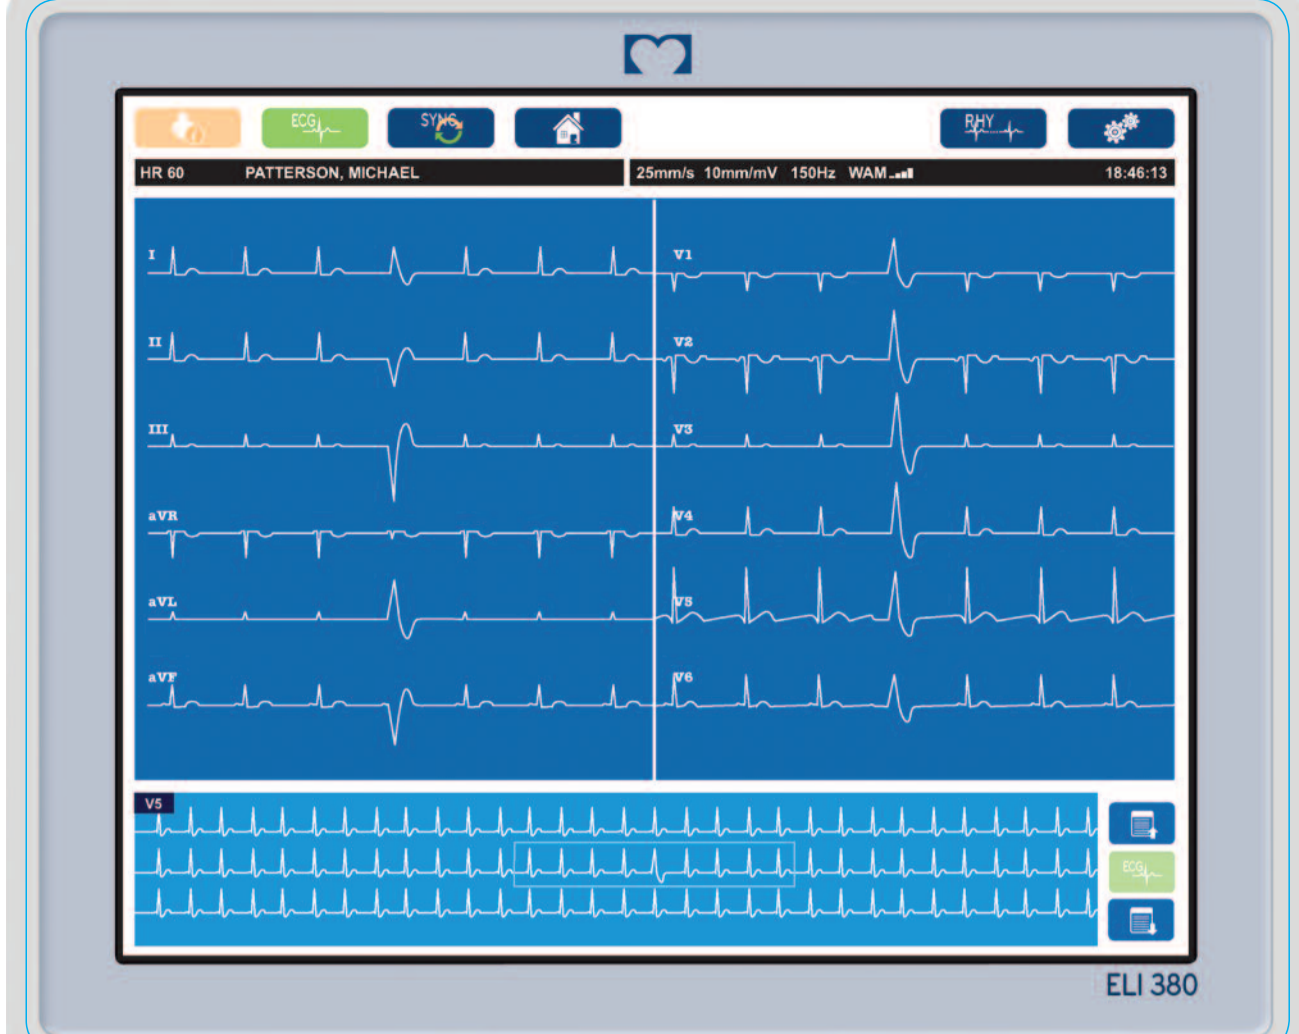 ECG
SYNC
RHY
HR 60 PATTERSON, MICHAEL 25mm/s 10mm/mV 150Hz WAM 18:46:13
I V1
II V2
III V3
aVR V4
aVL V5
aVF V6
V5
ECG
ELI 380